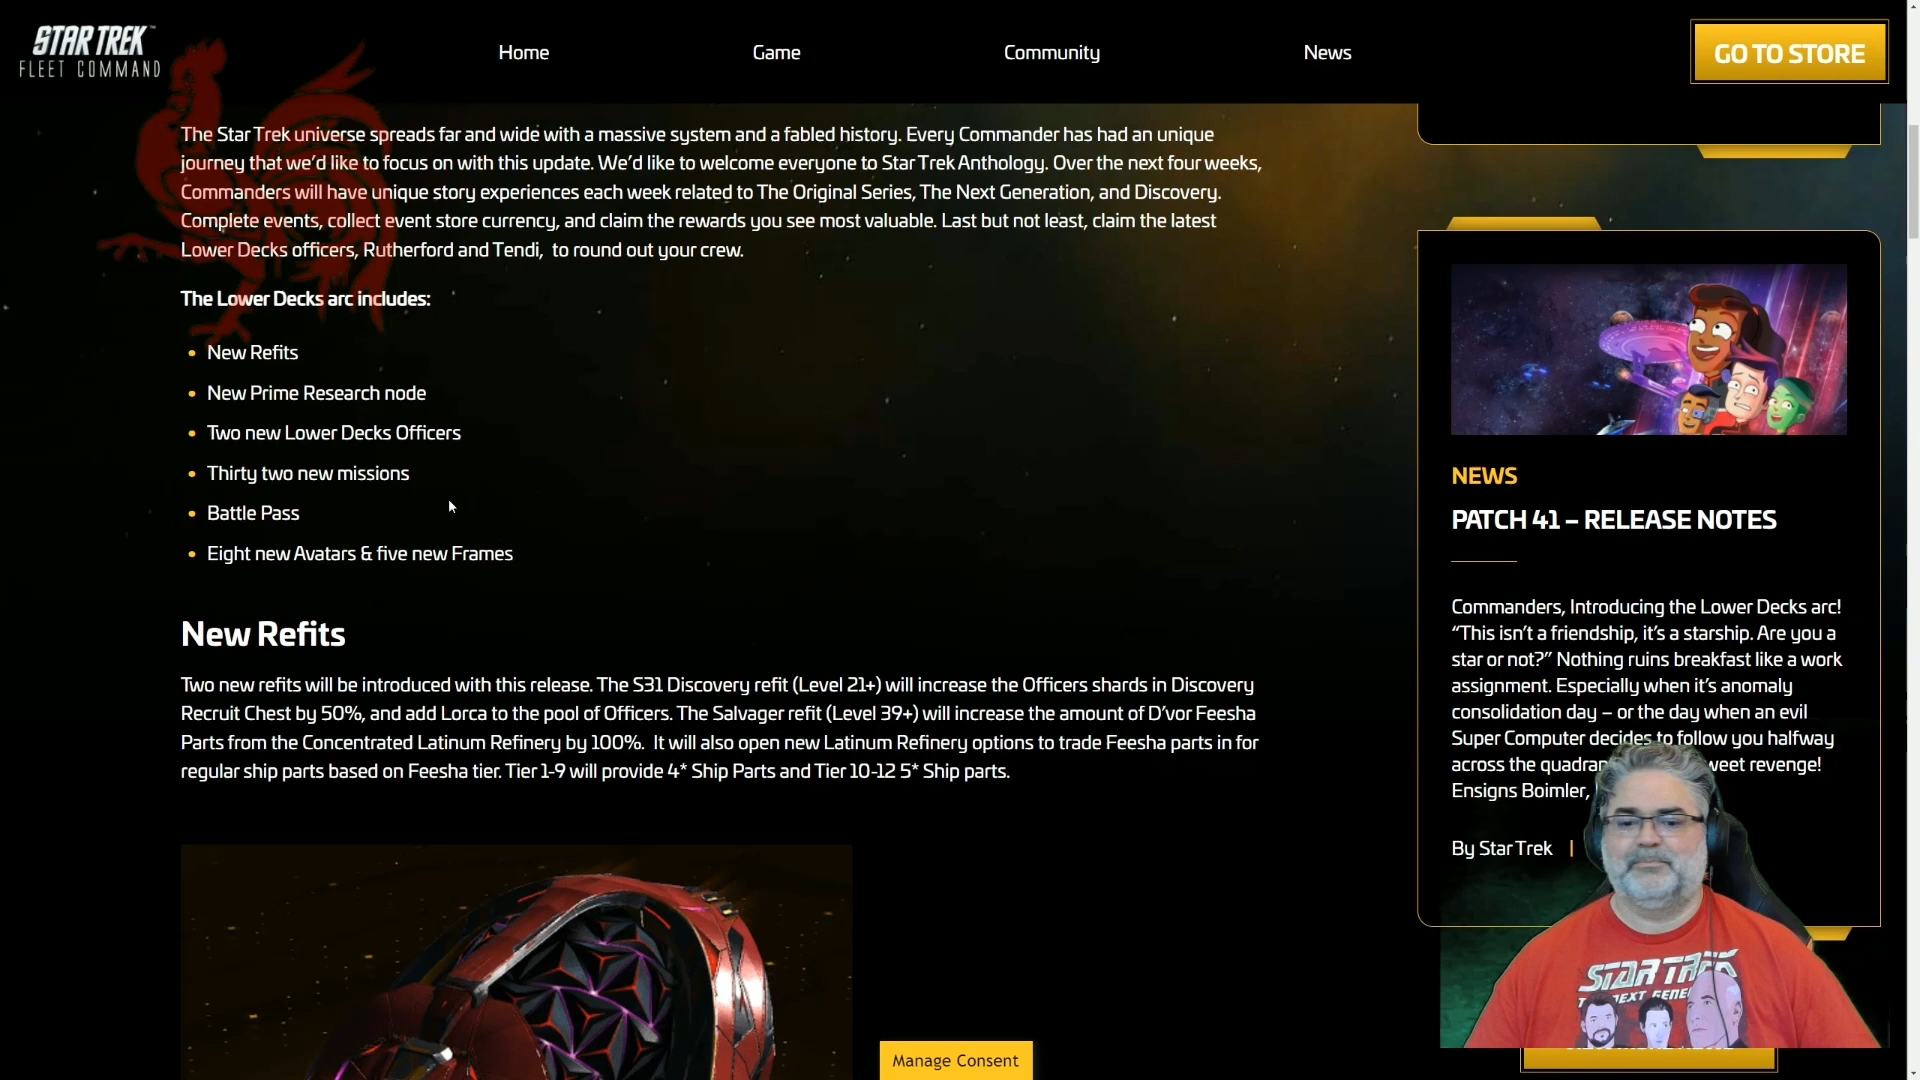 STAR TREK™
FLEET COMMAND
Home
Game
Community
News
GO TO STORE
The Star Trek universe spreads far and wide with a massive system and a fabled history. Every Commander has had an unique
journey that we’d like to focus on with this update. We’d like to welcome everyone to Star Trek Anthology. Over the next four weeks,
Commanders will have unique story experiences each week related to The Original Series, The Next Generation, and Discovery.
Complete events, collect event store currency, and claim the rewards you see most valuable. Last but not least, claim the latest
Lower Decks officers, Rutherford and Tendi, to round out your crew.
The Lower Decks arc includes:
• New Refits
• New Prime Research node
• Two new Lower Decks Officers
• Thirty two new missions
• Battle Pass
• Eight new Avatars & five new Frames
New Refits
Two new refits will be introduced with this release. The S31 Discovery refit (Level 21+) will increase the Officers shards in Discovery
Recruit Chest by 50%, and add Lorca to the pool of Officers. The Salvager refit (Level 39+) will increase the amount of D’vor Feesha
Parts from the Concentrated Latinum Refinery by 100%. It will also open new Latinum Refinery options to trade Feesha parts in for
regular ship parts based on Feesha tier. Tier 1-9 will provide 4* Ship Parts and Tier 10-12 5* Ship parts.
NEWS
PATCH 41 – RELEASE NOTES
Commanders, Introducing the Lower Decks arc!
“This isn’t a friendship, it’s a starship. Are you a
star or not?” Nothing ruins breakfast like a work
assignment. Especially when it’s anomaly
consolidation day – or the day when an evil
Super Computer decides to follow you halfway
across the quadran weet revenge!
Ensigns Boimler,
By Star Trek |
STAR TREK
NEXT GENE
Manage Consent